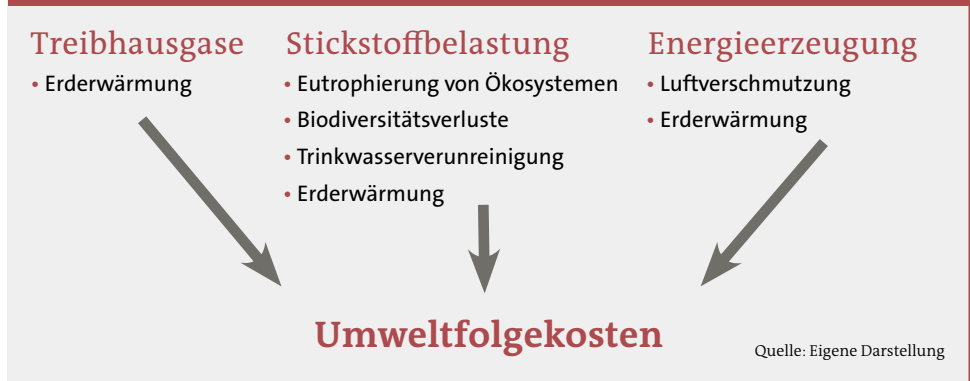 Treibhausgase
• Erderwärmung
Stickstoffbelastung
• Eutrophierung von Ökosystemen
• Biodiversitätsverluste
• Trinkwasserverunreinigung
• Erderwärmung
Energieerzeugung
• Luftverschmutzung
• Erderwärmung
Umweltfolgekosten
Quelle: Eigene Darstellung